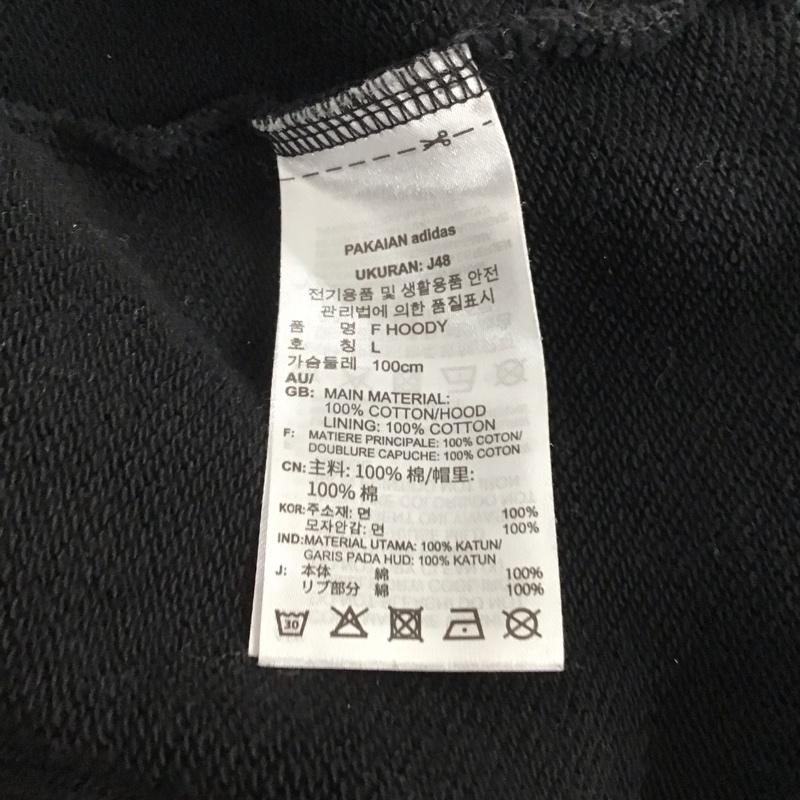 PAKAIAN adidas
UKURAN: J48
전기용품 및 생활용품 안전
관리법에 의한 품질표시
품 명 F HOODY
호 칭 L
가슴둘레 100cm
AU/
GB: MAIN MATERIAL:
100% COTTON/HOOD
LINING: 100% COTTON
F: MATIERE PRINCIPALE: 100% COTON/
DOUBLURE CAPUCHE: 100% COTON
CN: 主料: 100% 棉/帽里:
100% 棉
KOR: 주소재: 면 100%
모자안감: 면 100%
IND: MATERIAL UTAMA: 100% KATUN/
GARIS PADA HUD: 100% KATUN
J: 本体 綿 100%
リブ部分 綿 100%
30